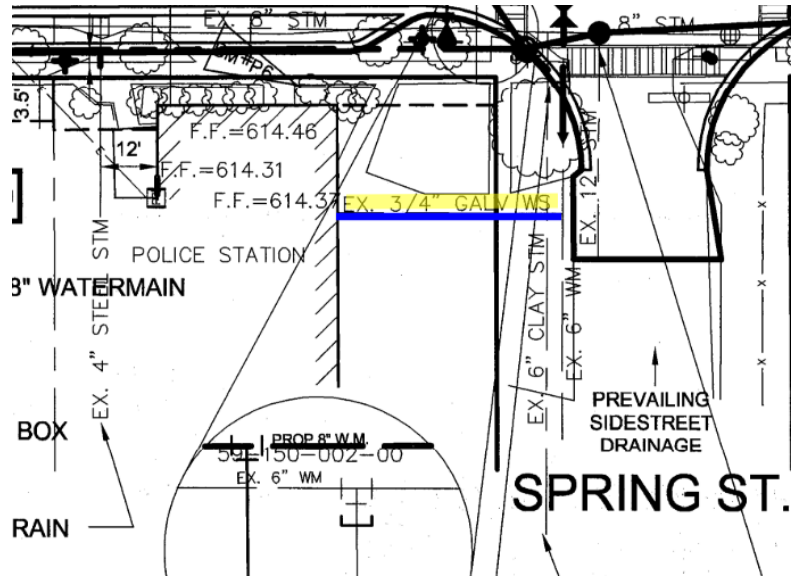 EX. 8" STM
8" STM
BM#P6
3.5'
F.F.=614.46
12'
F.F.=614.31
F.F.=614.37
EX. 3/4" GALV WS
EX. 12" STM
POLICE STATION
8" WATERMAIN
EX. 4" STEEL STM
EX. 6" CLAY STM
EX. 6" WM
PREVAILING
SIDESTREET
DRAINAGE
BOX
PROP 8" W.M.
59-150-002-00
EX. 6" WM
SPRING ST.
RAIN
x
x
x